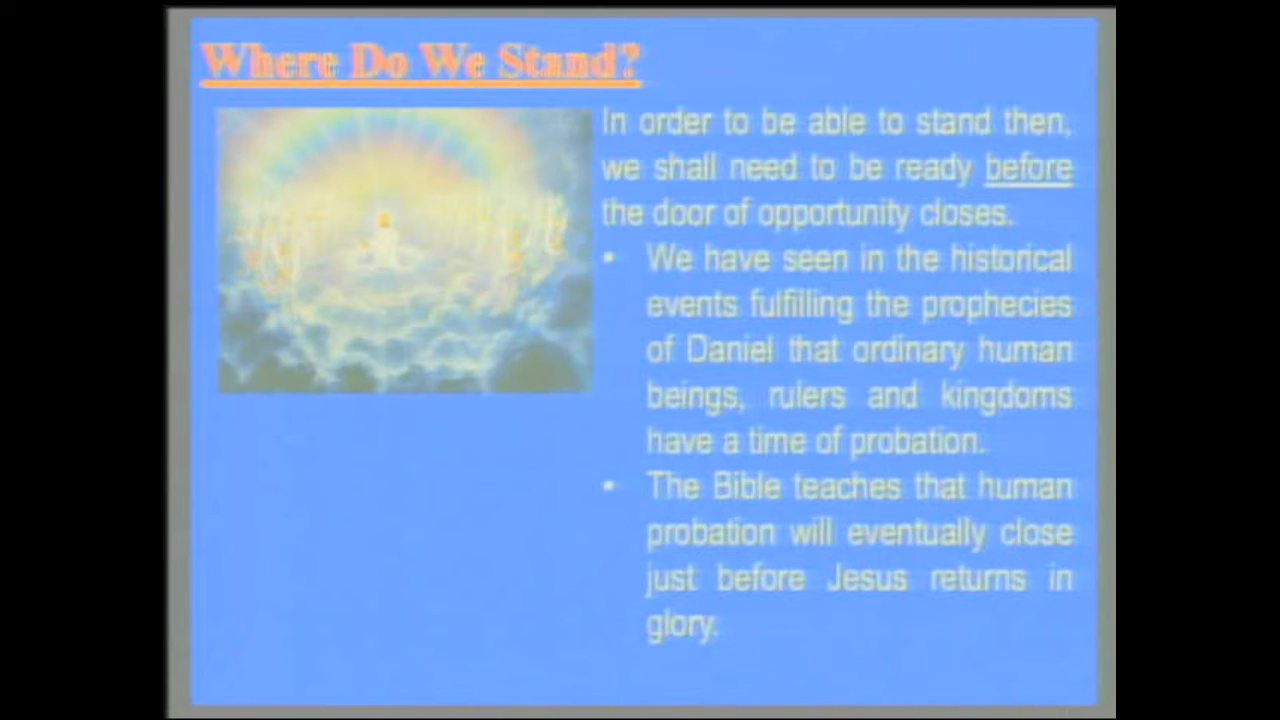 Where Do We Stand?
In order to be able to stand then,
we shall need to be ready before
the door of opportunity closes.
• We have seen in the historical
events fulfilling the prophecies
of Daniel that ordinary human
beings, rulers and kingdoms
have a time of probation.
• The Bible teaches that human
probation will eventually close
just before Jesus returns in
glory.